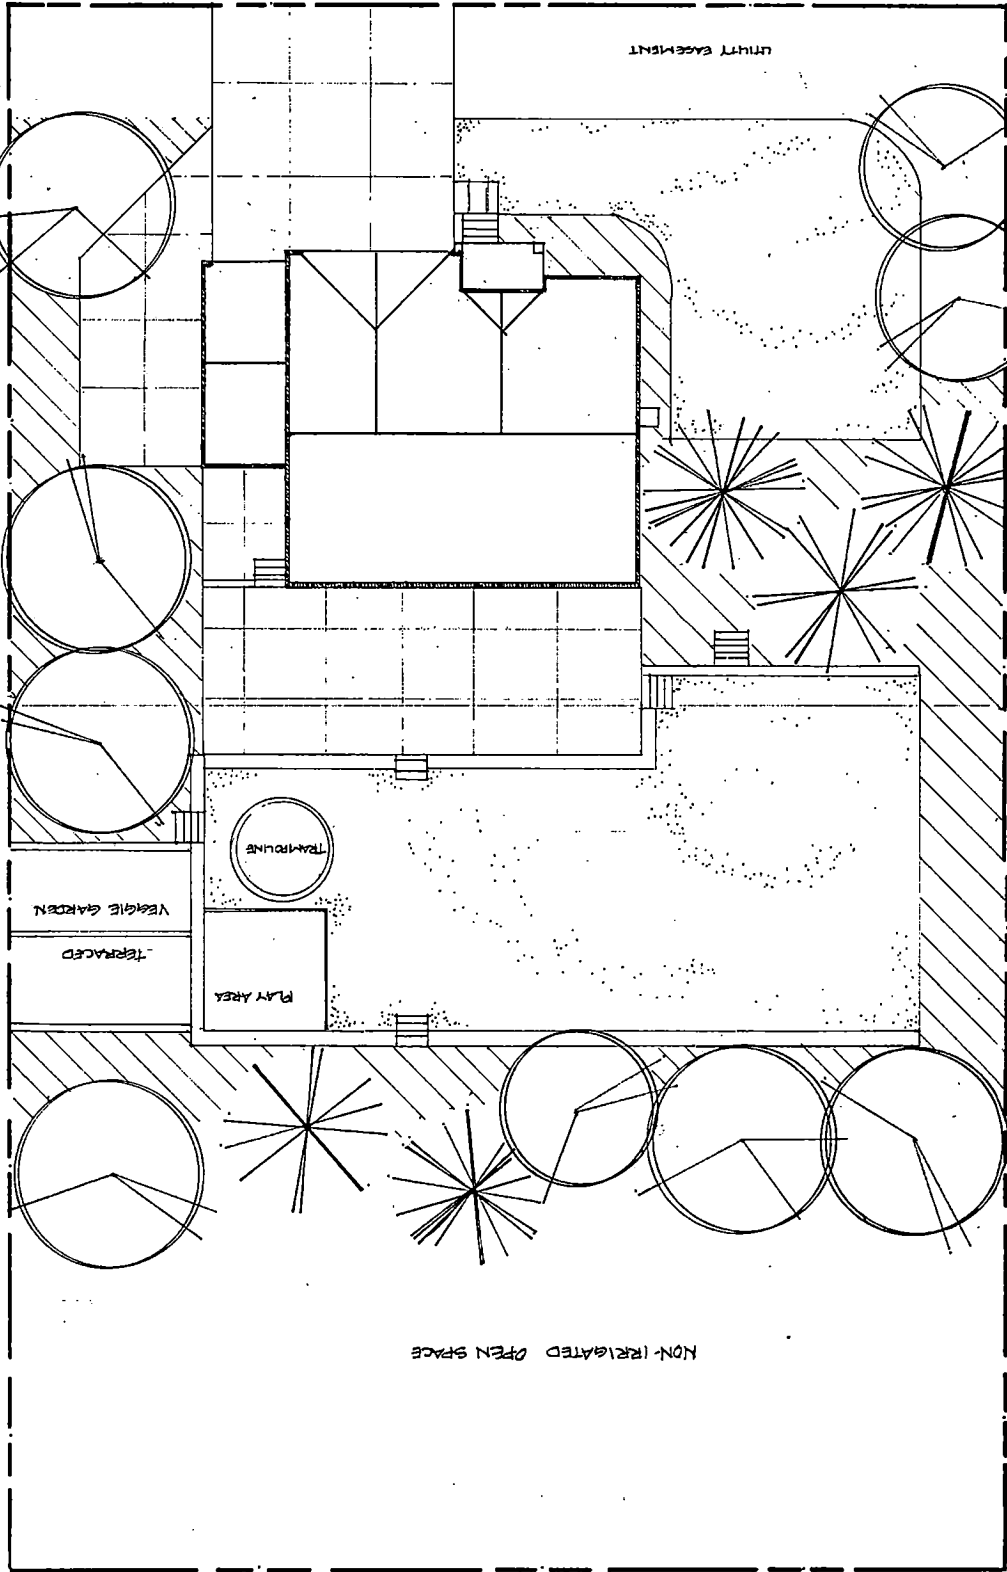 NON-IRRIGATED OPEN SPACE
PLAY AREA
TERRACED
VEGGIE GARDEN
TRAMPOLINE
UTILITY EASEMENT